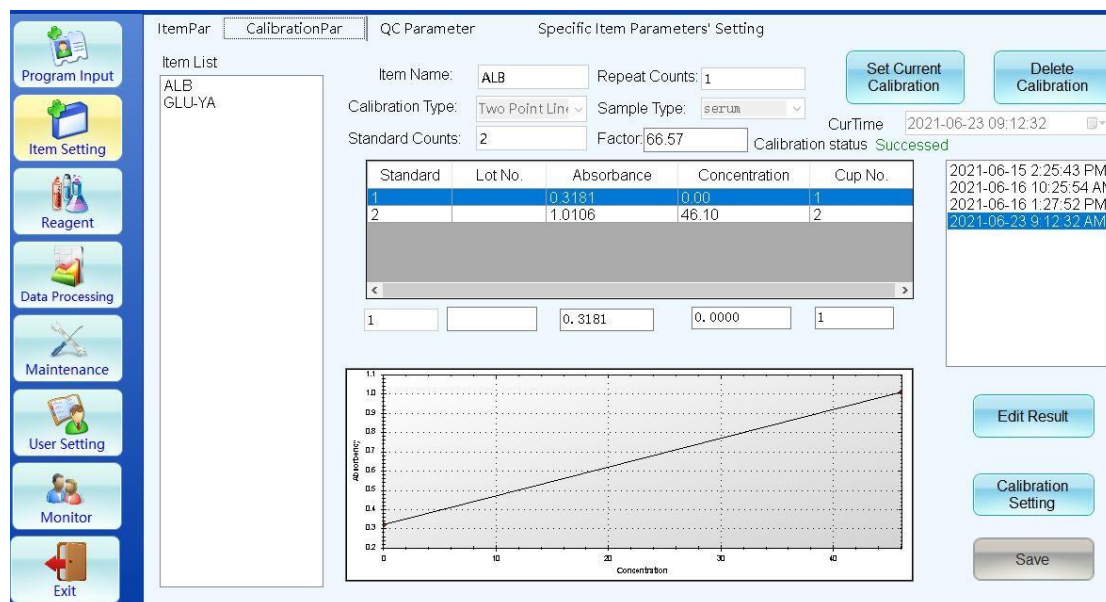 ItemPar CalibrationPar QC Parameter Specific Item Parameters' Setting
Program Input
Item Setting
Reagent
Data Processing
Maintenance
User Setting
Monitor
Exit
Item List
ALB
GLU-YA
Item Name: ALB Repeat Counts: 1
Calibration Type: Two Point Line Sample Type: serum
Standard Counts: 2 Factor: 66.57
Set Current
Calibration
Delete
Calibration
CurTime 2021-06-23 09:12:32
Calibration status Successed
Standard Lot No. Absorbance Concentration Cup No.
1 0.3181 0.00 1
2 1.0106 46.10 2
1 0.3181 0.0000 1
2021-06-15 2:25:43 PM
2021-06-16 10:25:54 AM
2021-06-16 1:27:52 PM
2021-06-23 9:12:32 AM
1.1
1.0
0.9
0.8
0.7
0.6
0.5
0.4
0.3
0.2
Absorbency
0 10 20 30 40
Concentration
Edit Result
Calibration
Setting
Save